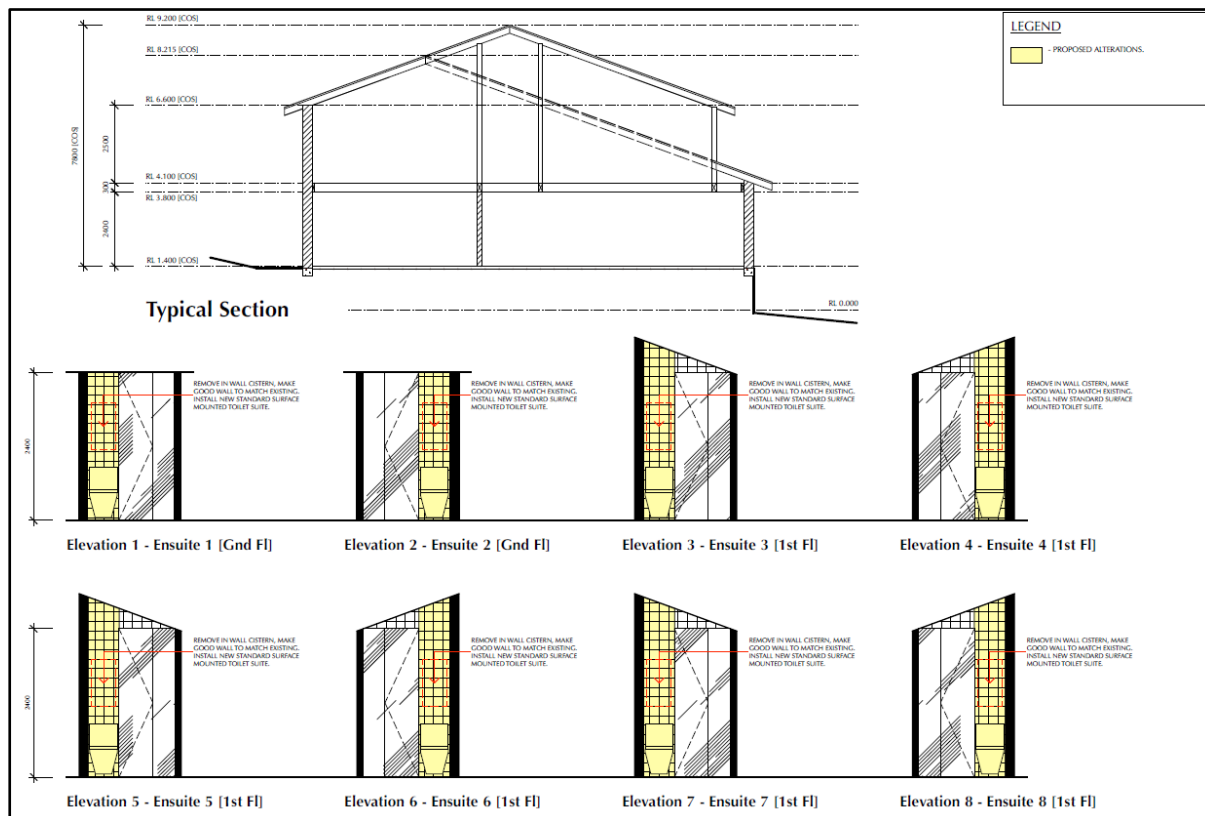 RL 9.200 [COS]
RL 8.215 [COS]
RL 6.600 [COS]
RL 4.100 [COS]
RL 3.800 [COS]
RL 1.400 [COS]
7800 [COS]
2500
300
2400
RL 0.000
Typical Section
LEGEND
- PROPOSED ALTERATIONS.
2400
REMOVE IN WALL CISTERN, MAKE
GOOD WALL TO MATCH EXISTING.
INSTALL NEW STANDARD SURFACE
MOUNTED TOILET SUITE.
REMOVE IN WALL CISTERN, MAKE
GOOD WALL TO MATCH EXISTING.
INSTALL NEW STANDARD SURFACE
MOUNTED TOILET SUITE.
REMOVE IN WALL CISTERN, MAKE
GOOD WALL TO MATCH EXISTING.
INSTALL NEW STANDARD SURFACE
MOUNTED TOILET SUITE.
REMOVE IN WALL CISTERN, MAKE
GOOD WALL TO MATCH EXISTING.
INSTALL NEW STANDARD SURFACE
MOUNTED TOILET SUITE.
Elevation 1 - Ensuite 1 [Gnd Fl]
Elevation 2 - Ensuite 2 [Gnd Fl]
Elevation 3 - Ensuite 3 [1st Fl]
Elevation 4 - Ensuite 4 [1st Fl]
2400
REMOVE IN WALL CISTERN, MAKE
GOOD WALL TO MATCH EXISTING.
INSTALL NEW STANDARD SURFACE
MOUNTED TOILET SUITE.
REMOVE IN WALL CISTERN, MAKE
GOOD WALL TO MATCH EXISTING.
INSTALL NEW STANDARD SURFACE
MOUNTED TOILET SUITE.
REMOVE IN WALL CISTERN, MAKE
GOOD WALL TO MATCH EXISTING.
INSTALL NEW STANDARD SURFACE
MOUNTED TOILET SUITE.
REMOVE IN WALL CISTERN, MAKE
GOOD WALL TO MATCH EXISTING.
INSTALL NEW STANDARD SURFACE
MOUNTED TOILET SUITE.
Elevation 5 - Ensuite 5 [1st Fl]
Elevation 6 - Ensuite 6 [1st Fl]
Elevation 7 - Ensuite 7 [1st Fl]
Elevation 8 - Ensuite 8 [1st Fl]